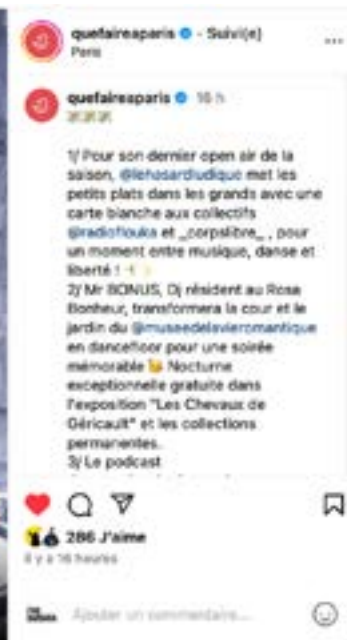 quefaireaparis • Suivi(e)
Paris
quefaireaparis 16 h
1/ Pour son dernier open air de la
saison, @lehasardludique met les
petits plats dans les grands avec une
carte blanche aux collectifs
@radioflouka et _corpslibre_ , pour
un moment entre musique, danse et
liberté !
2/ Mr BONUS, Dj résident au Rosa
Bonheur, transformera la cour et le
jardin du @museedelavieromantique
en dancefloor pour une soirée
mémorable Nocturne
exceptionnelle gratuite dans
l'exposition "Les Chevaux de
Géricault" et les collections
permanentes.
3/ Le podcast
286 J'aime
il y a 16 heures
Ajouter un commentaire...